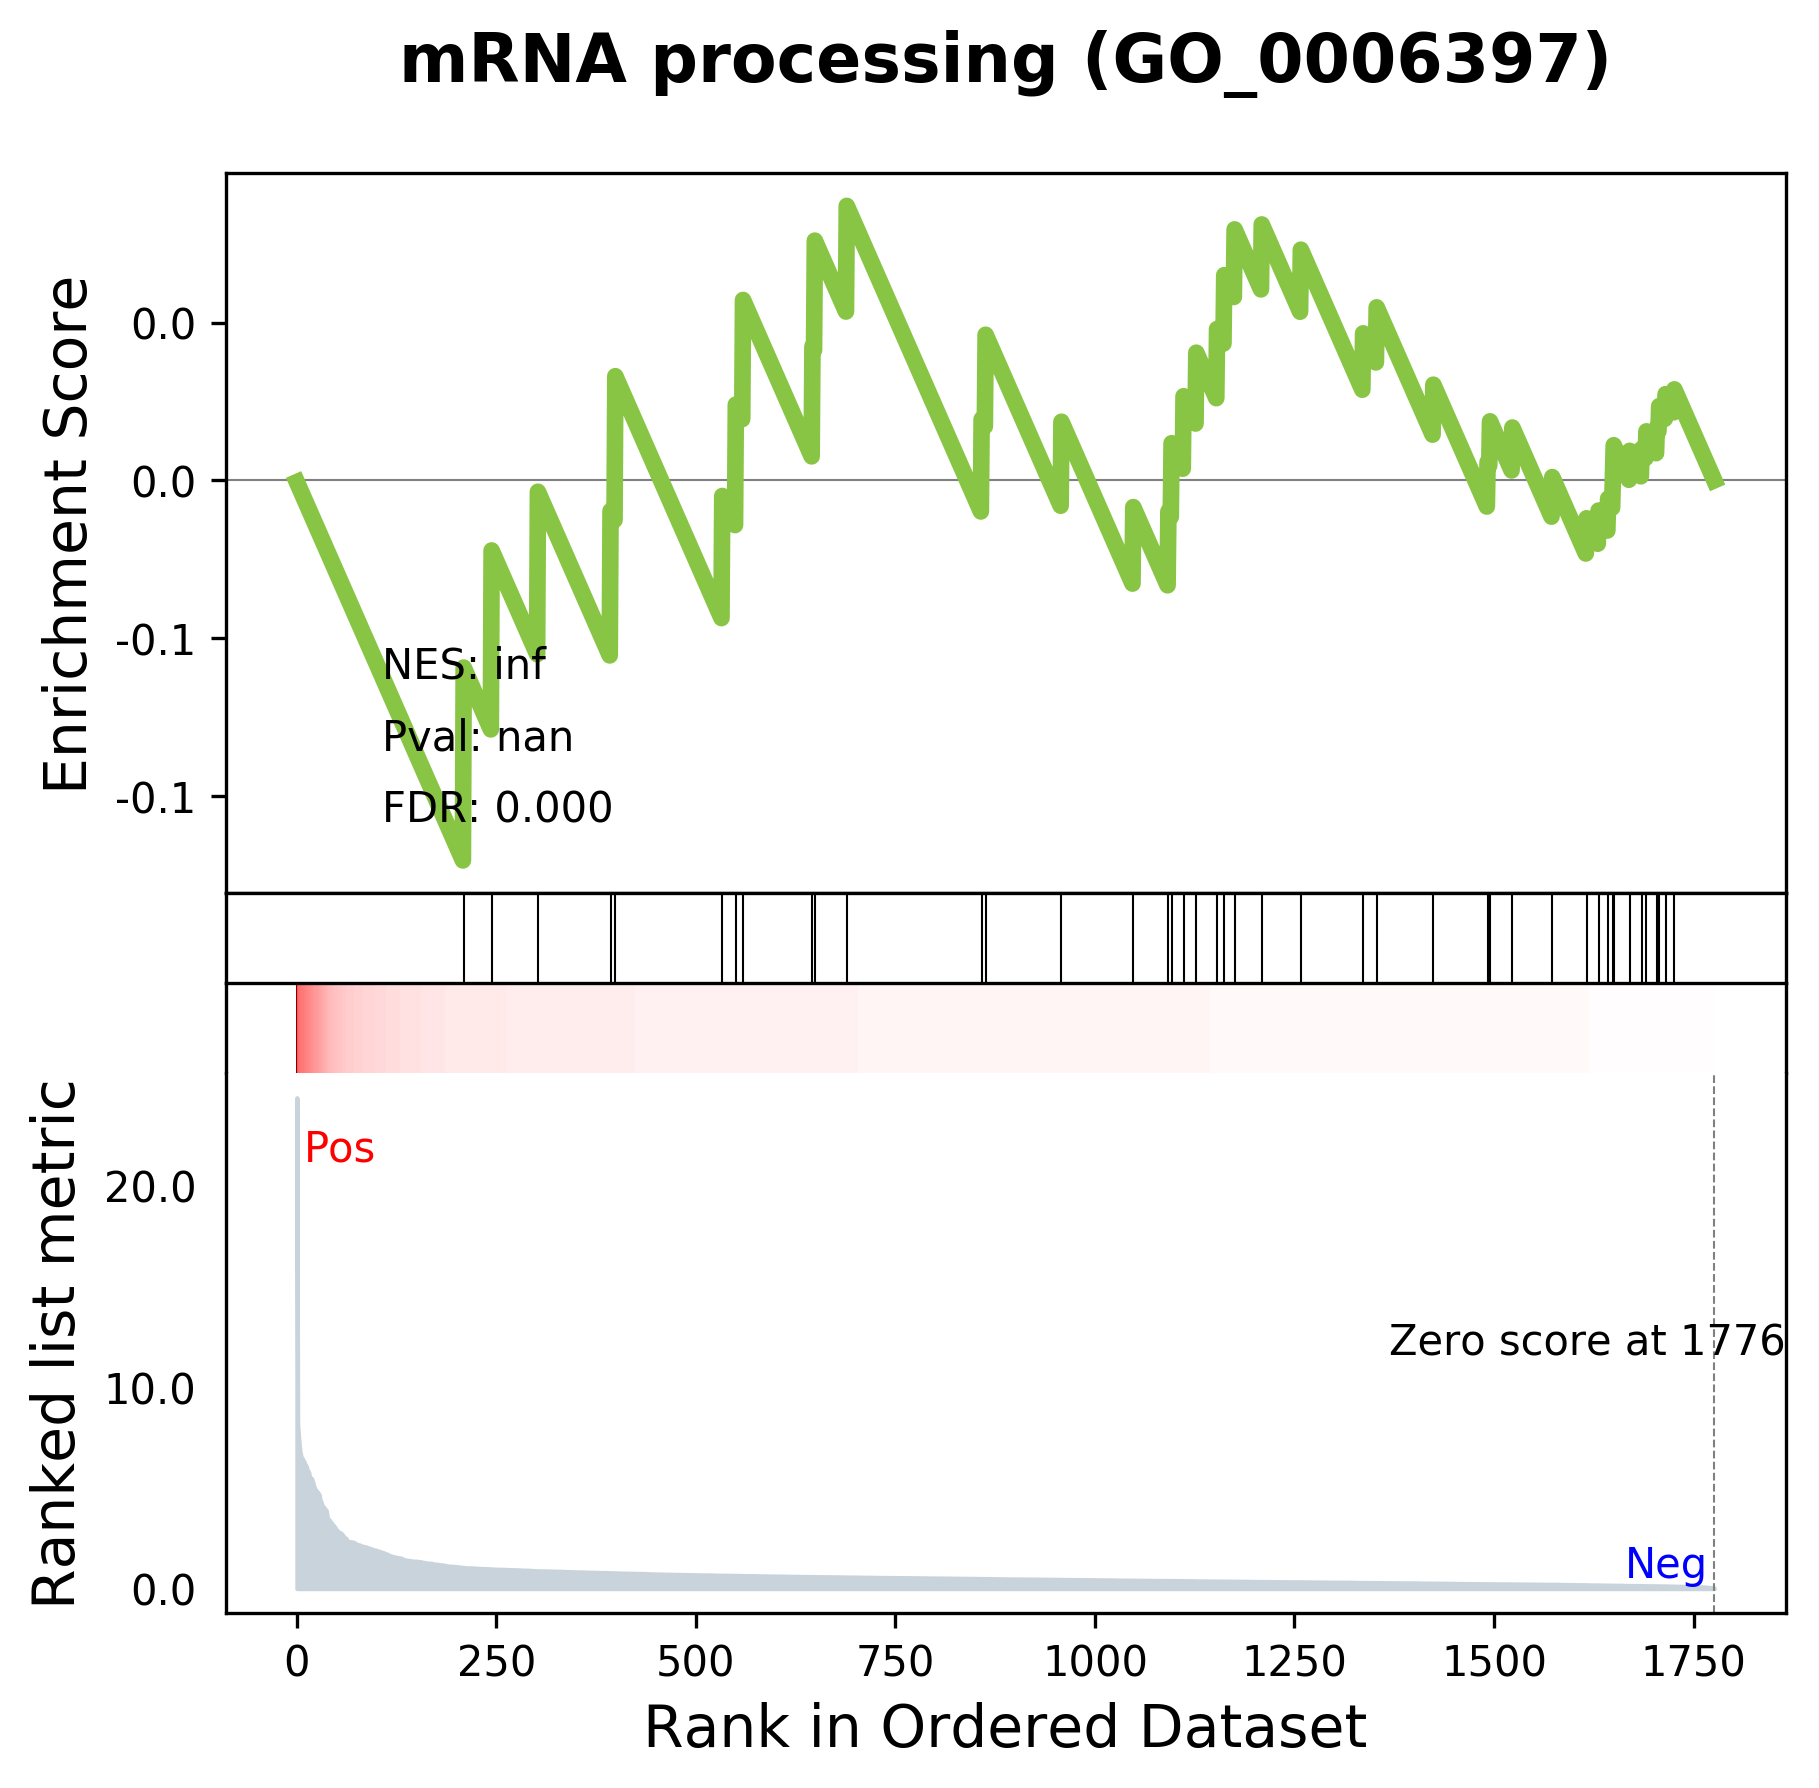 mRNA processing (GO_0006397)
Enrichment Score
0.0
0.0
-0.1
-0.1
NES: inf
Pval: nan
FDR: 0.000
Ranked list metric
20.0
10.0
0.0
Pos
Zero score at 1776
Neg
0 250 500 750 1000 1250 1500 1750
Rank in Ordered Dataset